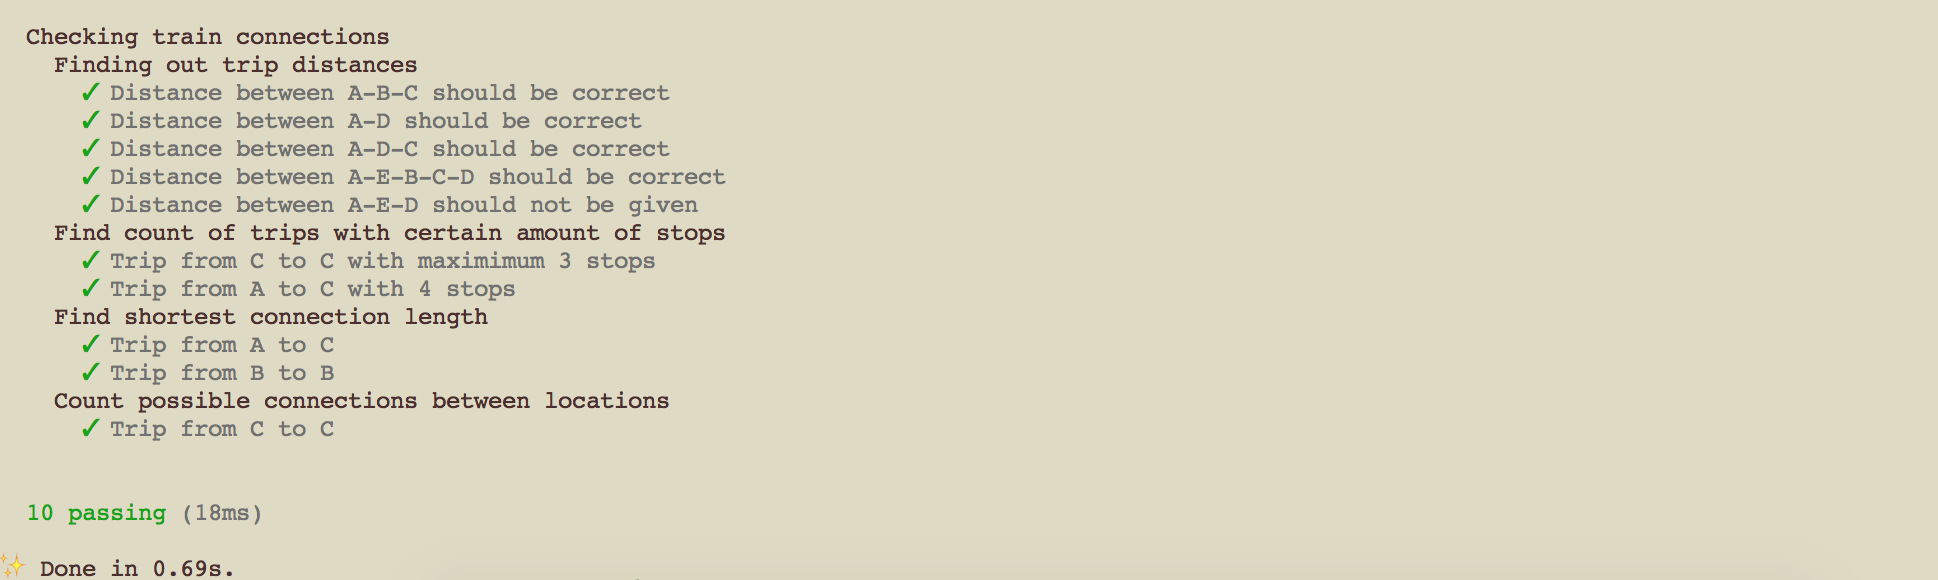 Checking train connections
Finding out trip distances
✓ Distance between A-B-C should be correct
✓ Distance between A-D should be correct
✓ Distance between A-D-C should be correct
✓ Distance between A-E-B-C-D should be correct
✓ Distance between A-E-D should not be given
Find count of trips with certain amount of stops
✓ Trip from C to C with maximimum 3 stops
✓ Trip from A to C with 4 stops
Find shortest connection length
✓ Trip from A to C
✓ Trip from B to B
Count possible connections between locations
✓ Trip from C to C
10 passing (18ms)
✨ Done in 0.69s.